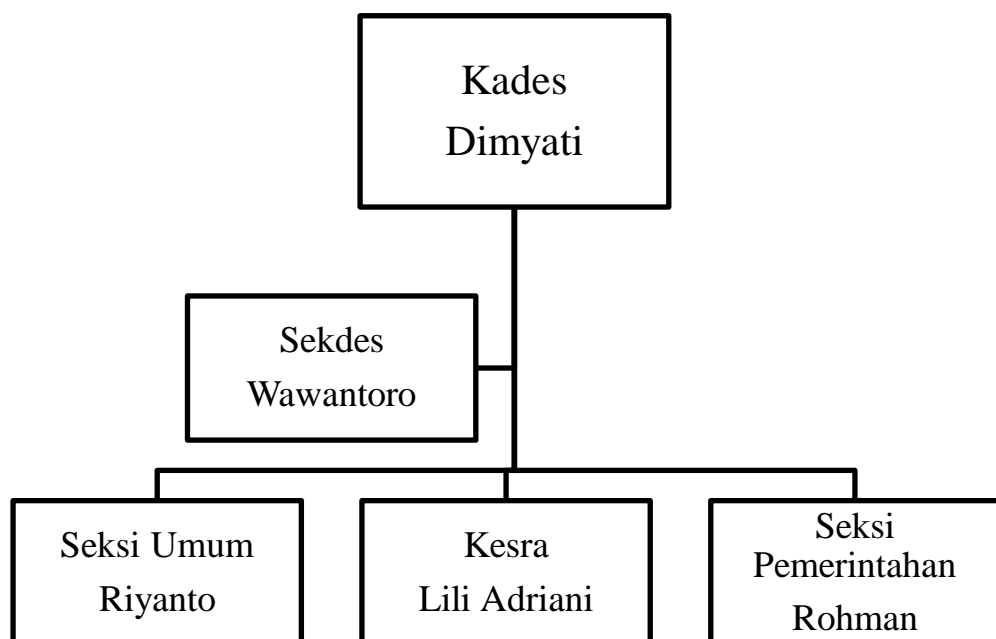 Kades
Dimyati
Sekdes
Wawantoro
Seksi Umum
Riyanto
Kesra
Lili Adriani
Seksi
Pemerintahan
Rohman